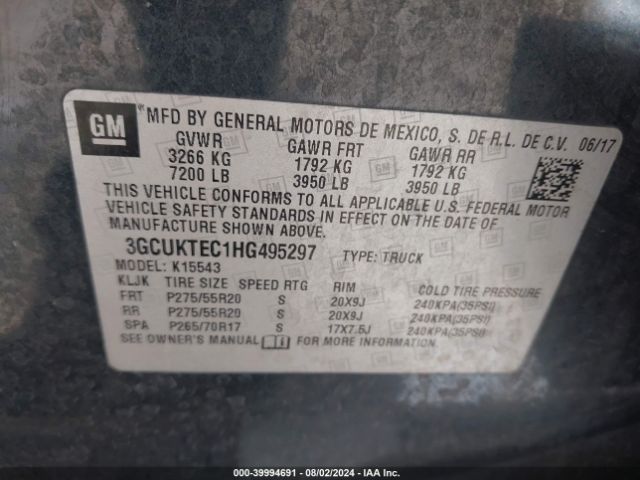 GM
MFD BY GENERAL MOTORS DE MEXICO, S. DE R.L. DE C.V. 06/17
GVWR GAWR FRT GAWR RR
3266 KG 1792 KG 1792 KG
7200 LB 3950 LB 3950 LB
THIS VEHICLE CONFORMS TO ALL APPLICABLE U.S. FEDERAL MOTOR
VEHICLE SAFETY STANDARDS IN EFFECT ON THE DATE OF
MANUFACTURE SHOWN ABOVE.
3GCUKTEC1HG495297 TYPE: TRUCK
MODEL: K15543
KLJK TIRE SIZE SPEED RTG RIM COLD TIRE PRESSURE
FRT P275/55R20 S 20X9J 240KPA(35PSI)
RR P275/55R20 S 20X9J 240KPA(35PSI)
SPA P265/70R17 S 17X7.5J 240KPA(35PSI)
SEE OWNER'S MANUAL FOR MORE INFORMATION.
000-39994691 - 08/02/2024 - IAA Inc.